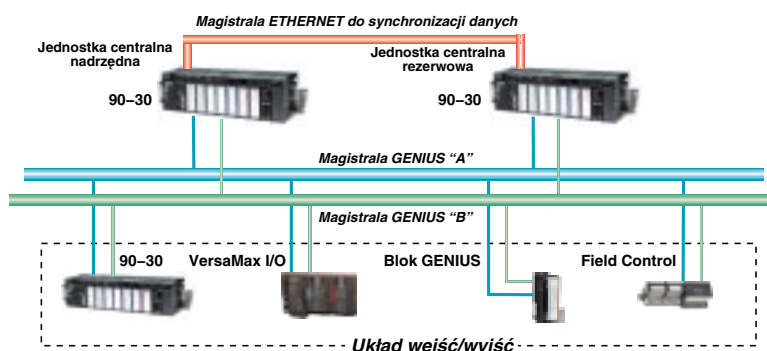 Magistrala ETHERNET do synchronizacji danych
Jednostka centralna
nadrzędna
Jednostka centralna
rezerwowa
90–30
90–30
Magistrala GENIUS “A”
Magistrala GENIUS “B”
90–30
VersaMax I/O
Blok GENIUS
Field Control
Układ wejść/wyjść